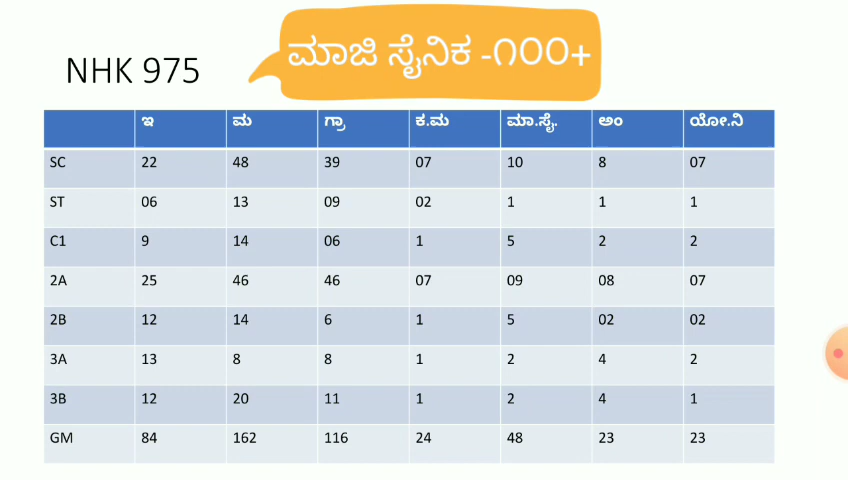 ಮಾಜಿ ಸೈನಿಕ -೧೦೦+
NHK 975
ಇ ಮ ಗ್ರಾ ಕ.ಮ ಮಾ.ಸೈ. ಅಂ ಯೋ.ನಿ
SC 22 48 39 07 10 8 07
ST 06 13 09 02 1 1 1
C1 9 14 06 1 5 2 2
2A 25 46 46 07 09 08 07
2B 12 14 6 1 5 02 02
3A 13 8 8 1 2 4 2
3B 12 20 11 1 2 4 1
GM 84 162 116 24 48 23 23